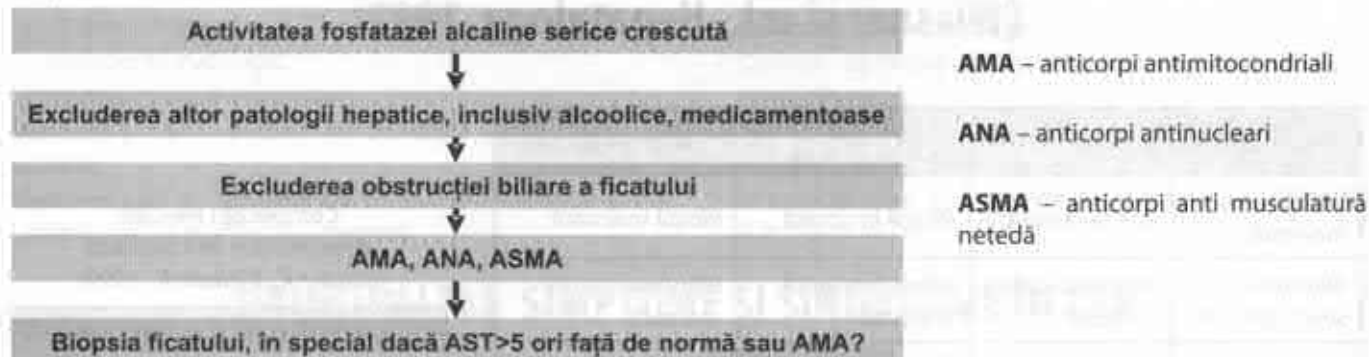 Activitatea fosfatazei alcaline serice crescută
Excluderea altor patologii hepatice, inclusiv alcoolice, medicamentoase
Excluderea obstrucției biliare a ficatului
AMA, ANA, ASMA
Biopsia ficatului, în special dacă AST>5 ori față de normă sau AMA?
AMA – anticorpi antimitocondriali
ANA – anticorpi antinucleari
ASMA – anticorpi anti musculatură
netedă